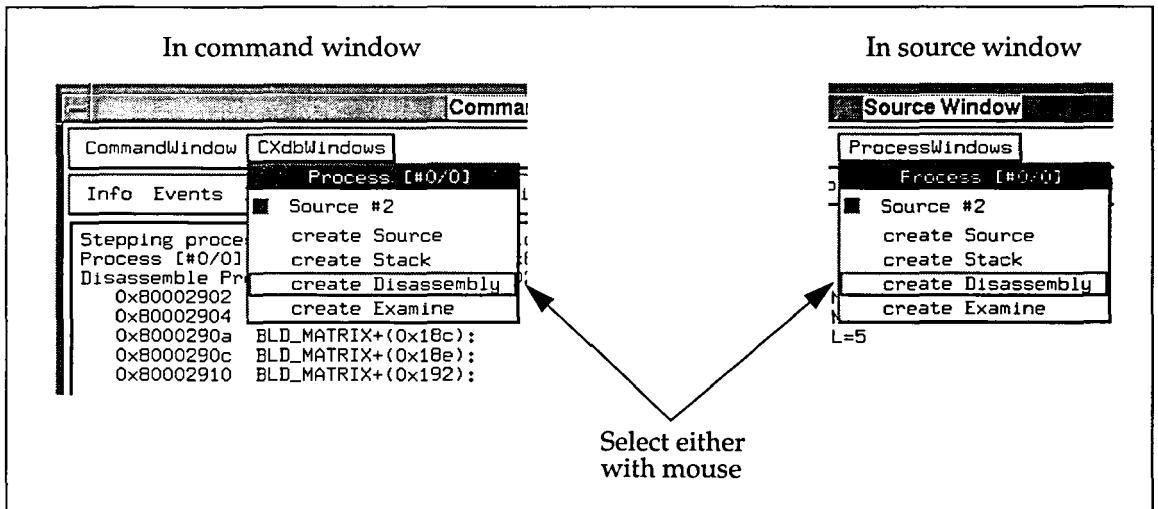 In command window
In source window
Comma
CommandWindow CXdbWindows
Process [#0/0]
Info Events
Source #2
create Source
create Stack
create Disassembly
create Examine
Stepping proce
Process [#0/0]
Disassemble Pr
0x80002902
0x80002904
0x8000290a BLD_MATRIX+(0x18c):
0x8000290c BLD_MATRIX+(0x18e):
0x80002910 BLD_MATRIX+(0x192):
Source Window
ProcessWindows
Process [#0/0]
Source #2
create Source
create Stack
create Disassembly
create Examine
L=5
Select either
with mouse